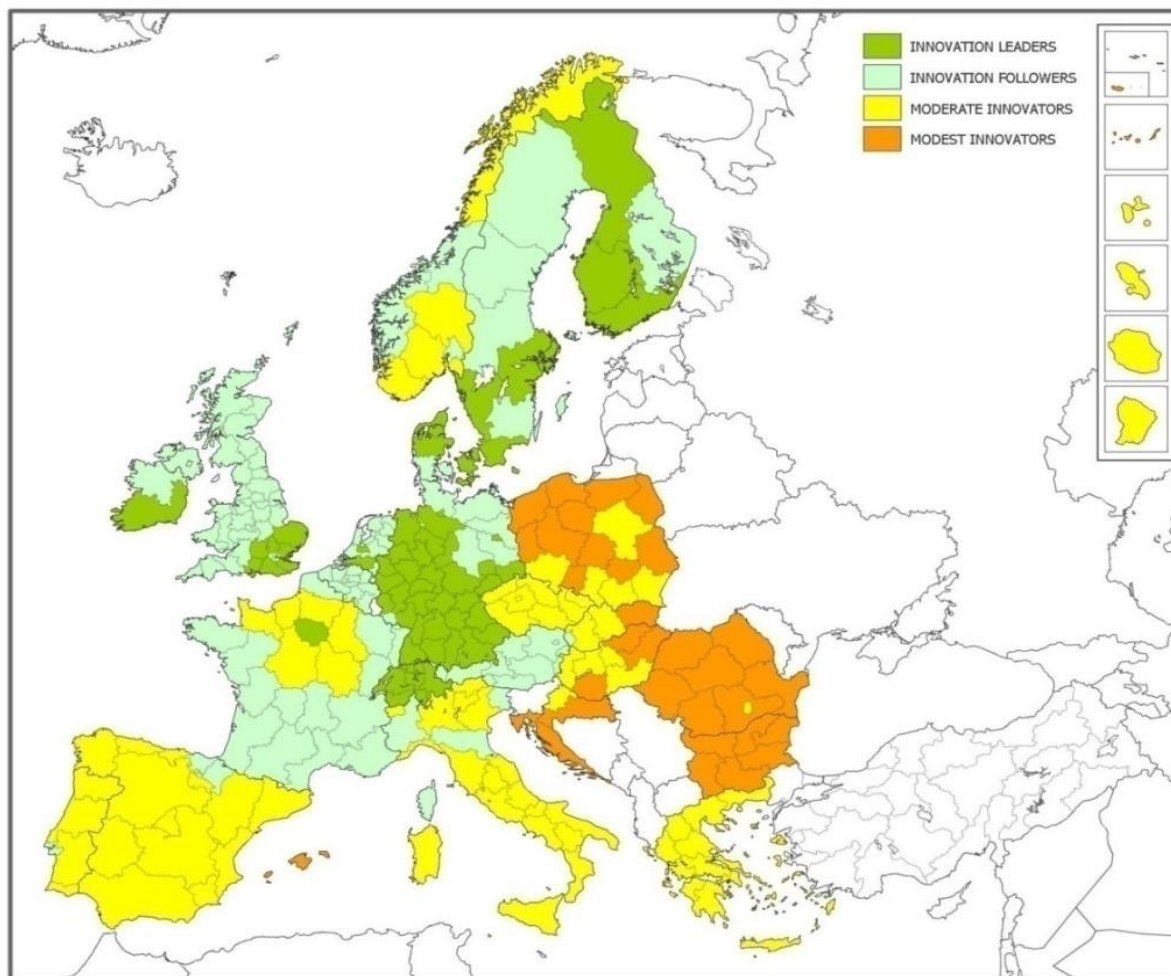 INNOVATION LEADERS
INNOVATION FOLLOWERS
MODERATE INNOVATORS
MODEST INNOVATORS